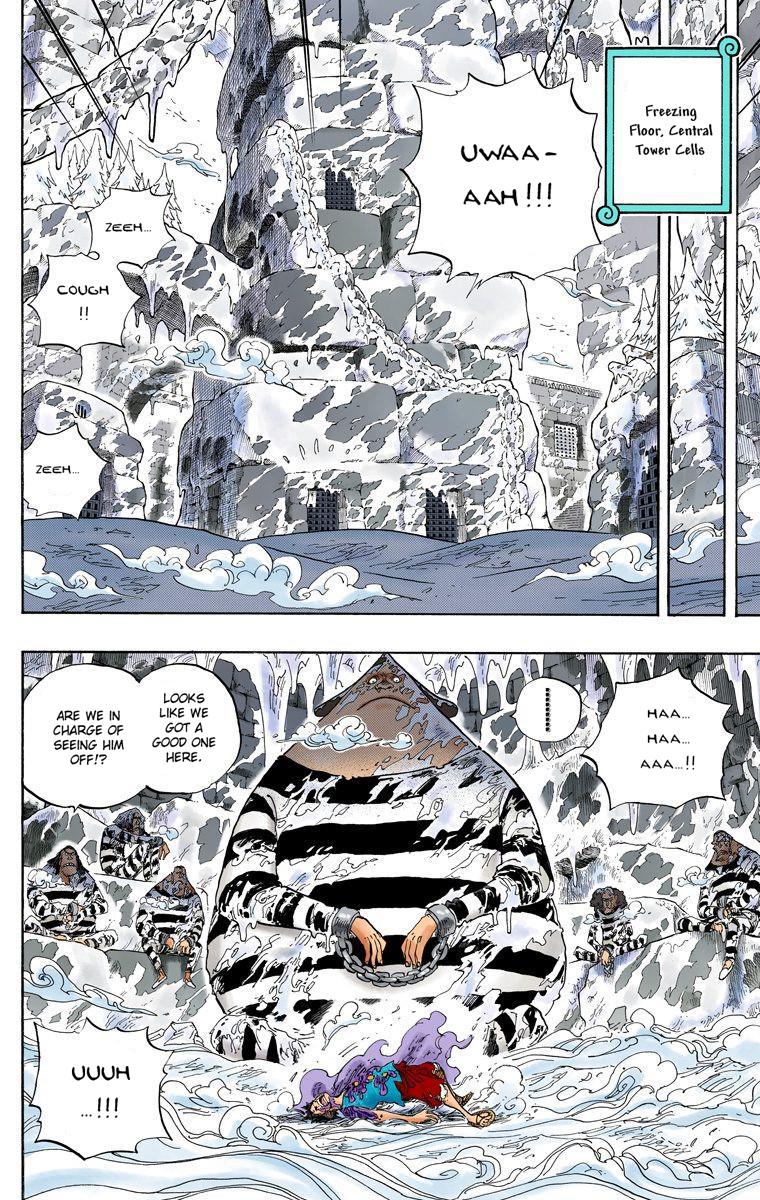 Freezing
Floor, Central
Tower Cells
UWAA-
AAH!!!
ZEEH...
COUGH
!!
ZEEH...
HAA...
HAA...
AAA...!!
LOOKS
LIKE WE
GOT A
GOOD ONE
HERE.
ARE WE IN
CHARGE OF
SEEING HIM
OFF!?
UUUH
...!!!